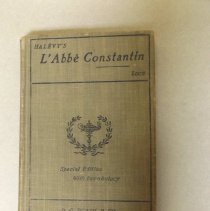 HALÉVY'S
L'Abbé Constantin
Special Edition
With Vocabulary